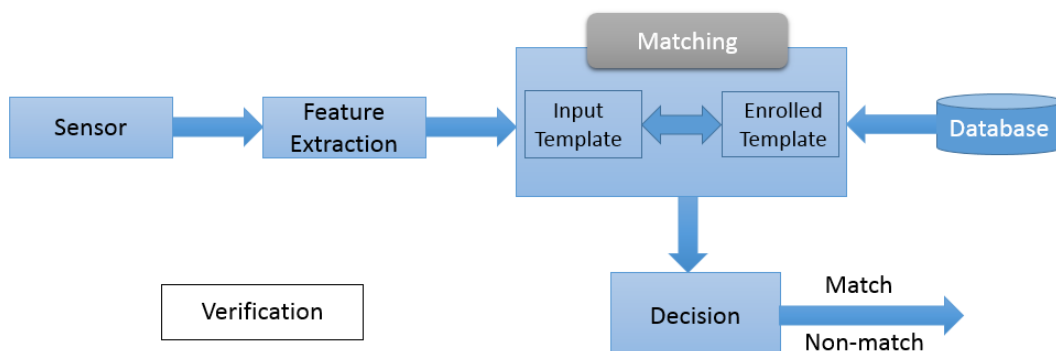 Matching
Sensor
Feature
Extraction
Input
Template
Enrolled
Template
Database
Verification
Decision
Match
Non-match